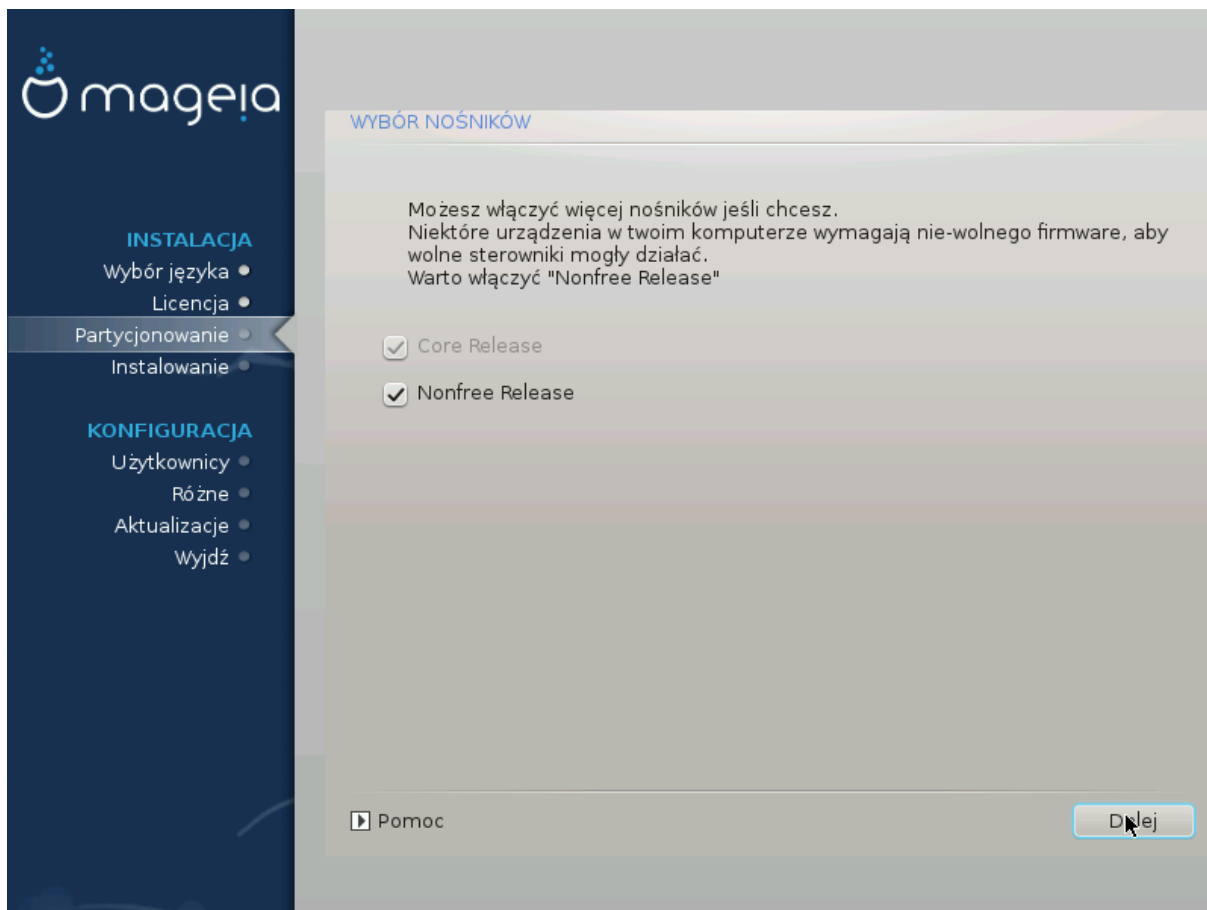 mageia
INSTALACJA
Wybór języka
Licencja
Partycjonowanie
Instalowanie
KONFIGURACJA
Użytkownicy
Różne
Aktualizacje
Wyjdź
WYBÓR NOŚNIKÓW
Możesz włączyć więcej nośników jeśli chcesz.
Niektóre urządzenia w twoim komputerze wymagają nie-wolnego firmware, aby
wolne sterowniki mogły działać.
Warto włączyć "Nonfree Release"
Core Release
Nonfree Release
Pomoc
Dalej